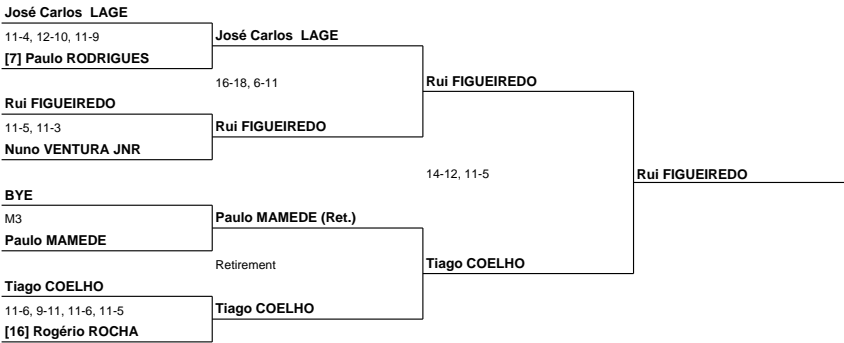 José Carlos LAGE
11-4, 12-10, 11-9
[7] Paulo RODRIGUES
José Carlos LAGE
16-18, 6-11
Rui FIGUEIREDO
Rui FIGUEIREDO
11-5, 11-3
Nuno VENTURA JNR
Rui FIGUEIREDO
14-12, 11-5
Rui FIGUEIREDO
BYE
M3
Paulo MAMEDE
Paulo MAMEDE (Ret.)
Retirement
Tiago COELHO
Tiago COELHO
11-6, 9-11, 11-6, 11-5
[16] Rogério ROCHA
Tiago COELHO